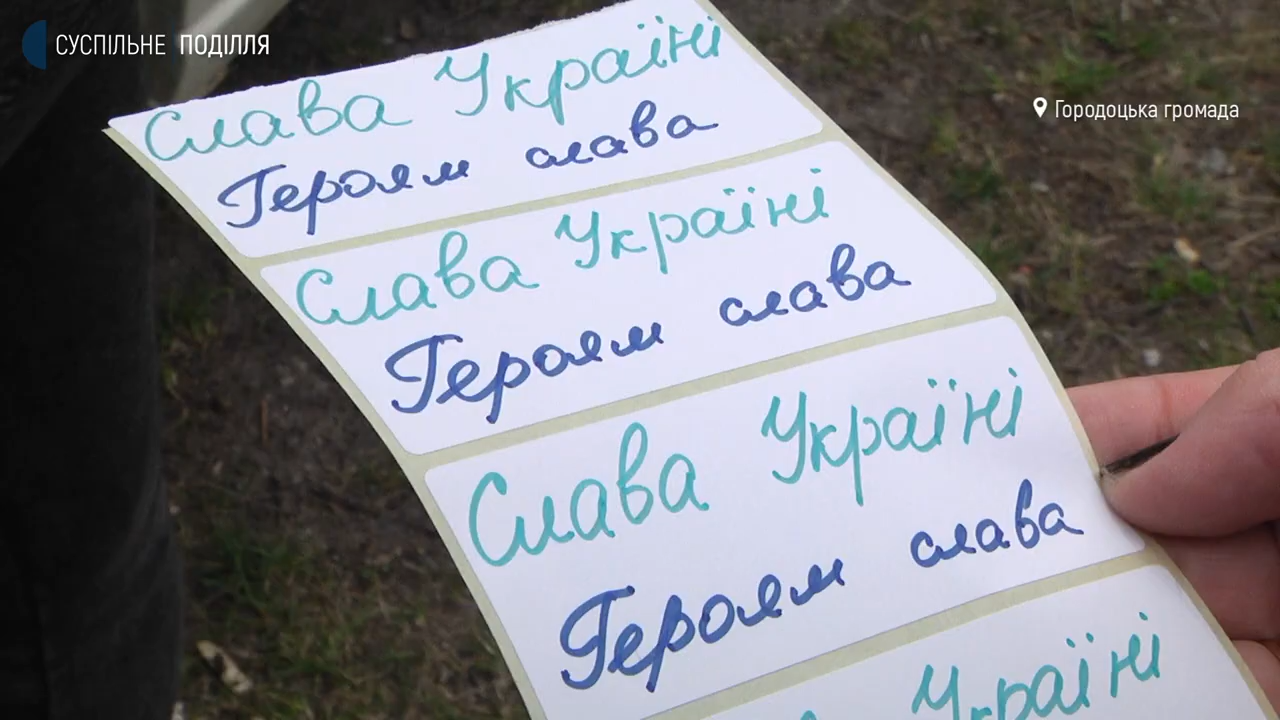 СУСПІЛЬНЕ ПОДІЛЛЯ
Городоцька громада
Слава Україні
Героям слава
Слава Україні
Героям слава
Слава Україні
Героям слава
Україні